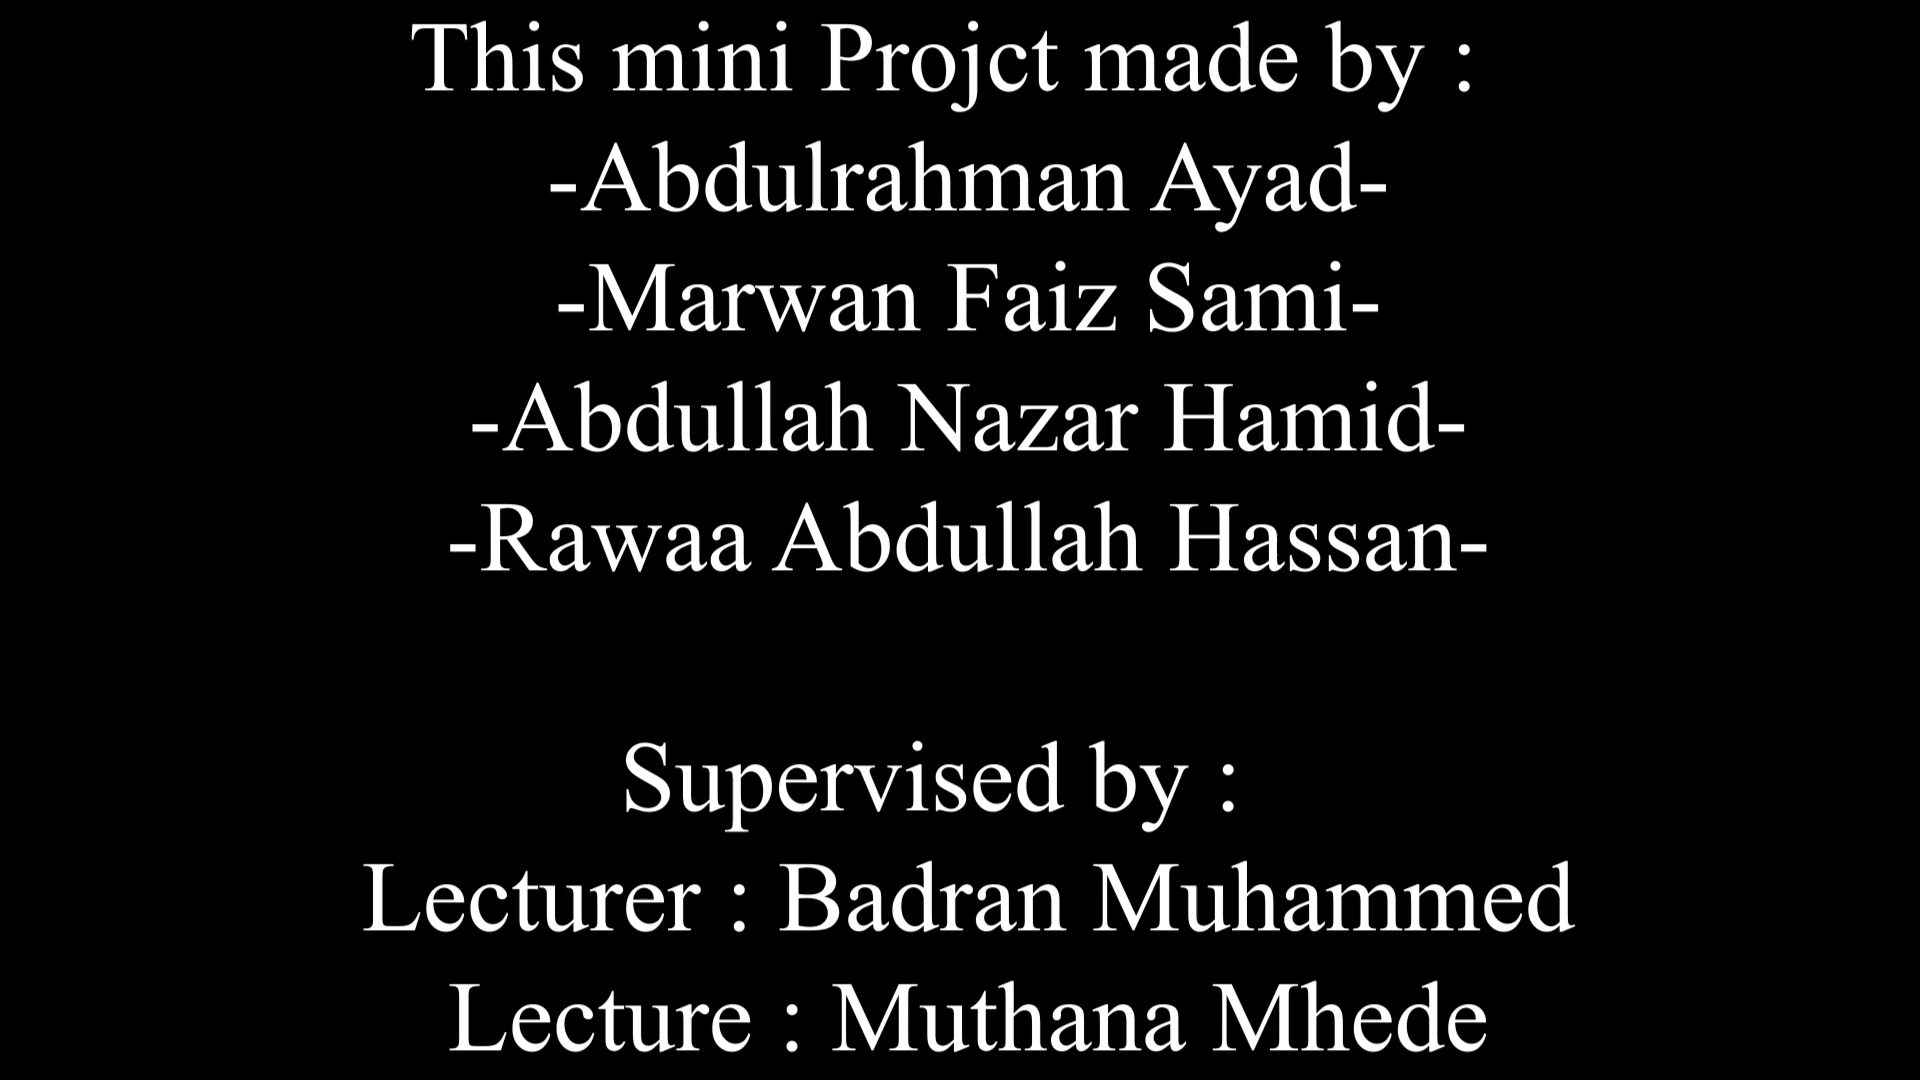 This mini Projct made by :
-Abdulrahman Ayad-
-Marwan Faiz Sami-
-Abdullah Nazar Hamid-
-Rawaa Abdullah Hassan-
Supervised by :
Lecturer : Badran Muhammed
Lecture : Muthana Mhede